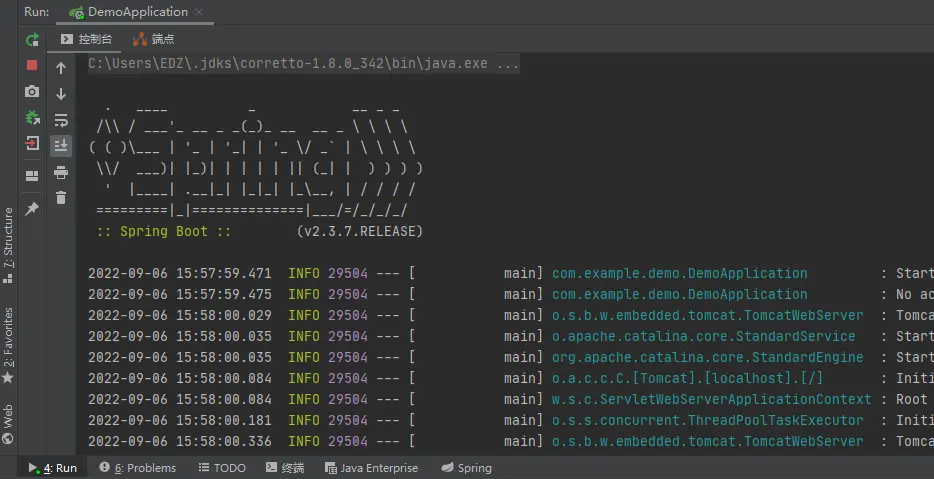 Run: DemoApplication
控制台 端点
C:\Users\EDZ\.jdks\corretto-1.8.0_342\bin\java.exe ...
  .   ____          _            __ _ _
 /\\ / ___'_ __ _ _(_)_ __  __ _ \ \ \ \
( ( )\___ | '_ | '_| | '_ \/ _` | \ \ \ \
 \\/  ___)| |_)| | | | | || (_| |  ) ) ) )
  '  |____| .__|_| |_|_| |_\__, | / / / /
 =========|_|==============|___/=/_/_/_/
 :: Spring Boot ::        (v2.3.7.RELEASE)
2022-09-06 15:57:59.471  INFO 29504 --- [           main] com.example.demo.DemoApplication         : Start
2022-09-06 15:57:59.475  INFO 29504 --- [           main] com.example.demo.DemoApplication         : No ac
2022-09-06 15:58:00.029  INFO 29504 --- [           main] o.s.b.w.embedded.tomcat.TomcatWebServer  : Tomca
2022-09-06 15:58:00.035  INFO 29504 --- [           main] o.apache.catalina.core.StandardService   : Start
2022-09-06 15:58:00.035  INFO 29504 --- [           main] org.apache.catalina.core.StandardEngine  : Start
2022-09-06 15:58:00.084  INFO 29504 --- [           main] o.a.c.c.C.[Tomcat].[localhost].[/]       : Initi
2022-09-06 15:58:00.084  INFO 29504 --- [           main] w.s.c.ServletWebServerApplicationContext : Root
2022-09-06 15:58:00.181  INFO 29504 --- [           main] o.s.s.concurrent.ThreadPoolTaskExecutor  : Initi
2022-09-06 15:58:00.336  INFO 29504 --- [           main] o.s.b.w.embedded.tomcat.TomcatWebServer  : Tomca
7: Structure
2: Favorites
Web
4: Run 6: Problems TODO 终端 Java Enterprise Spring